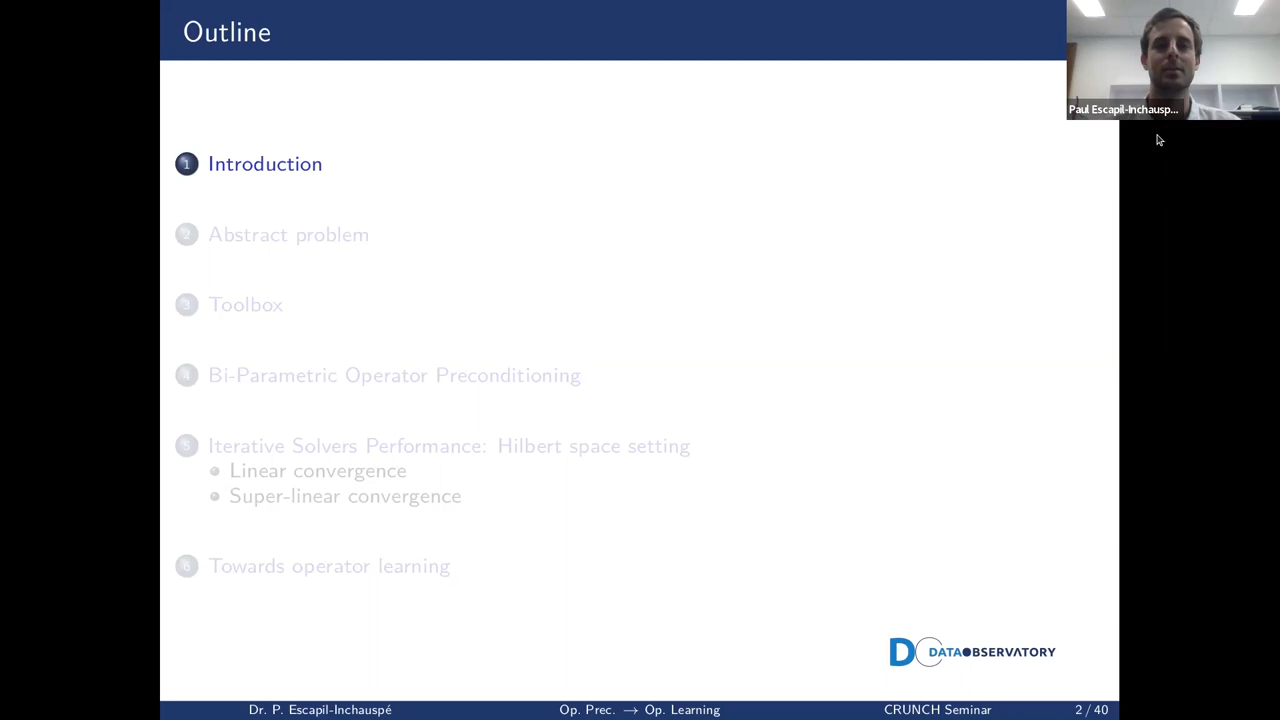 Outline
Paul Escapil-Inchausp...
1 Introduction
2 Abstract problem
3 Toolbox
4 Bi-Parametric Operator Preconditioning
5 Iterative Solvers Performance: Hilbert space setting
Linear convergence
Super-linear convergence
6 Towards operator learning
DO DATAOBSERVATORY
Dr. P. Escapil-Inchauspé
Op. Prec. → Op. Learning
CRUNCH Seminar
2 / 40